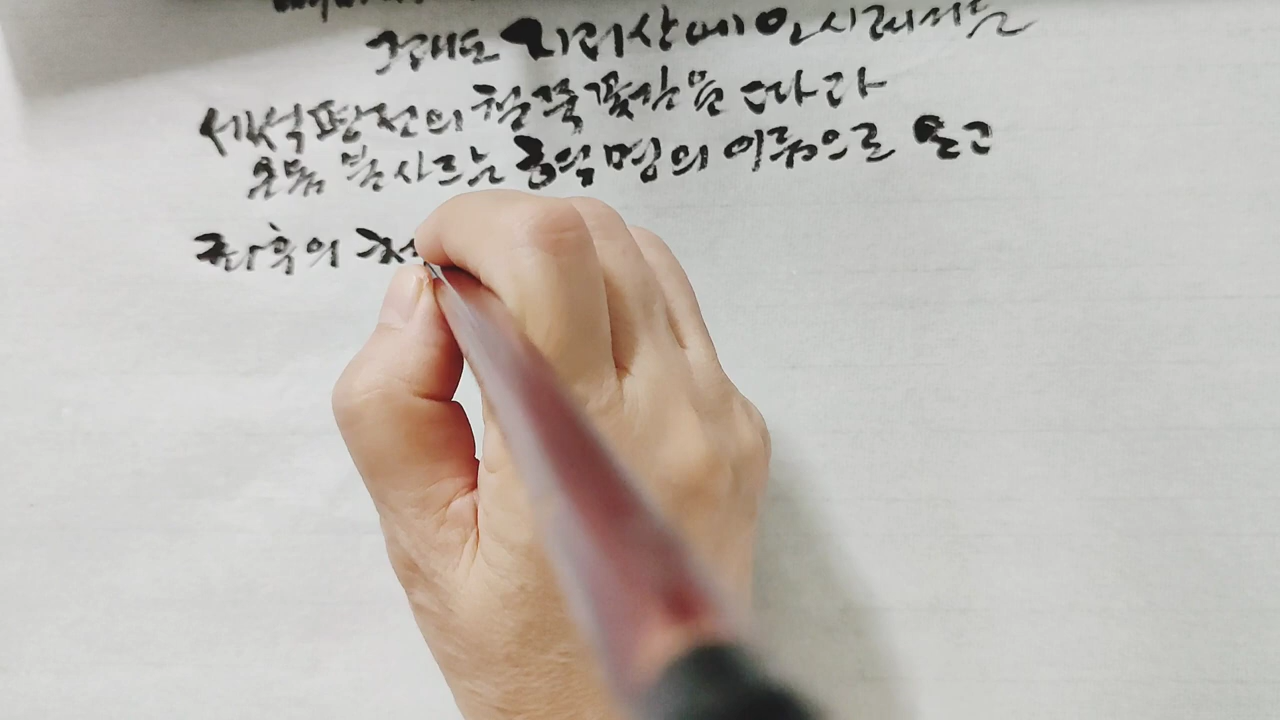 그래도 지리산에 오시려거든
세석평전의 철쭉꽃길을 따라
온몸 불사르는 혁명의 이름으로 오고
최후의